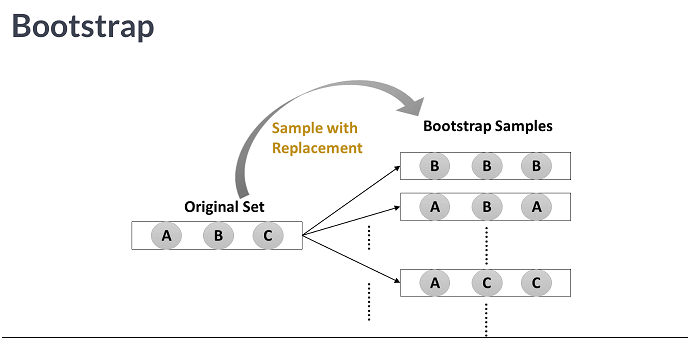 Bootstrap
Sample with
Replacement
Bootstrap Samples
B B B
Original Set
A B A
A B C
A C C